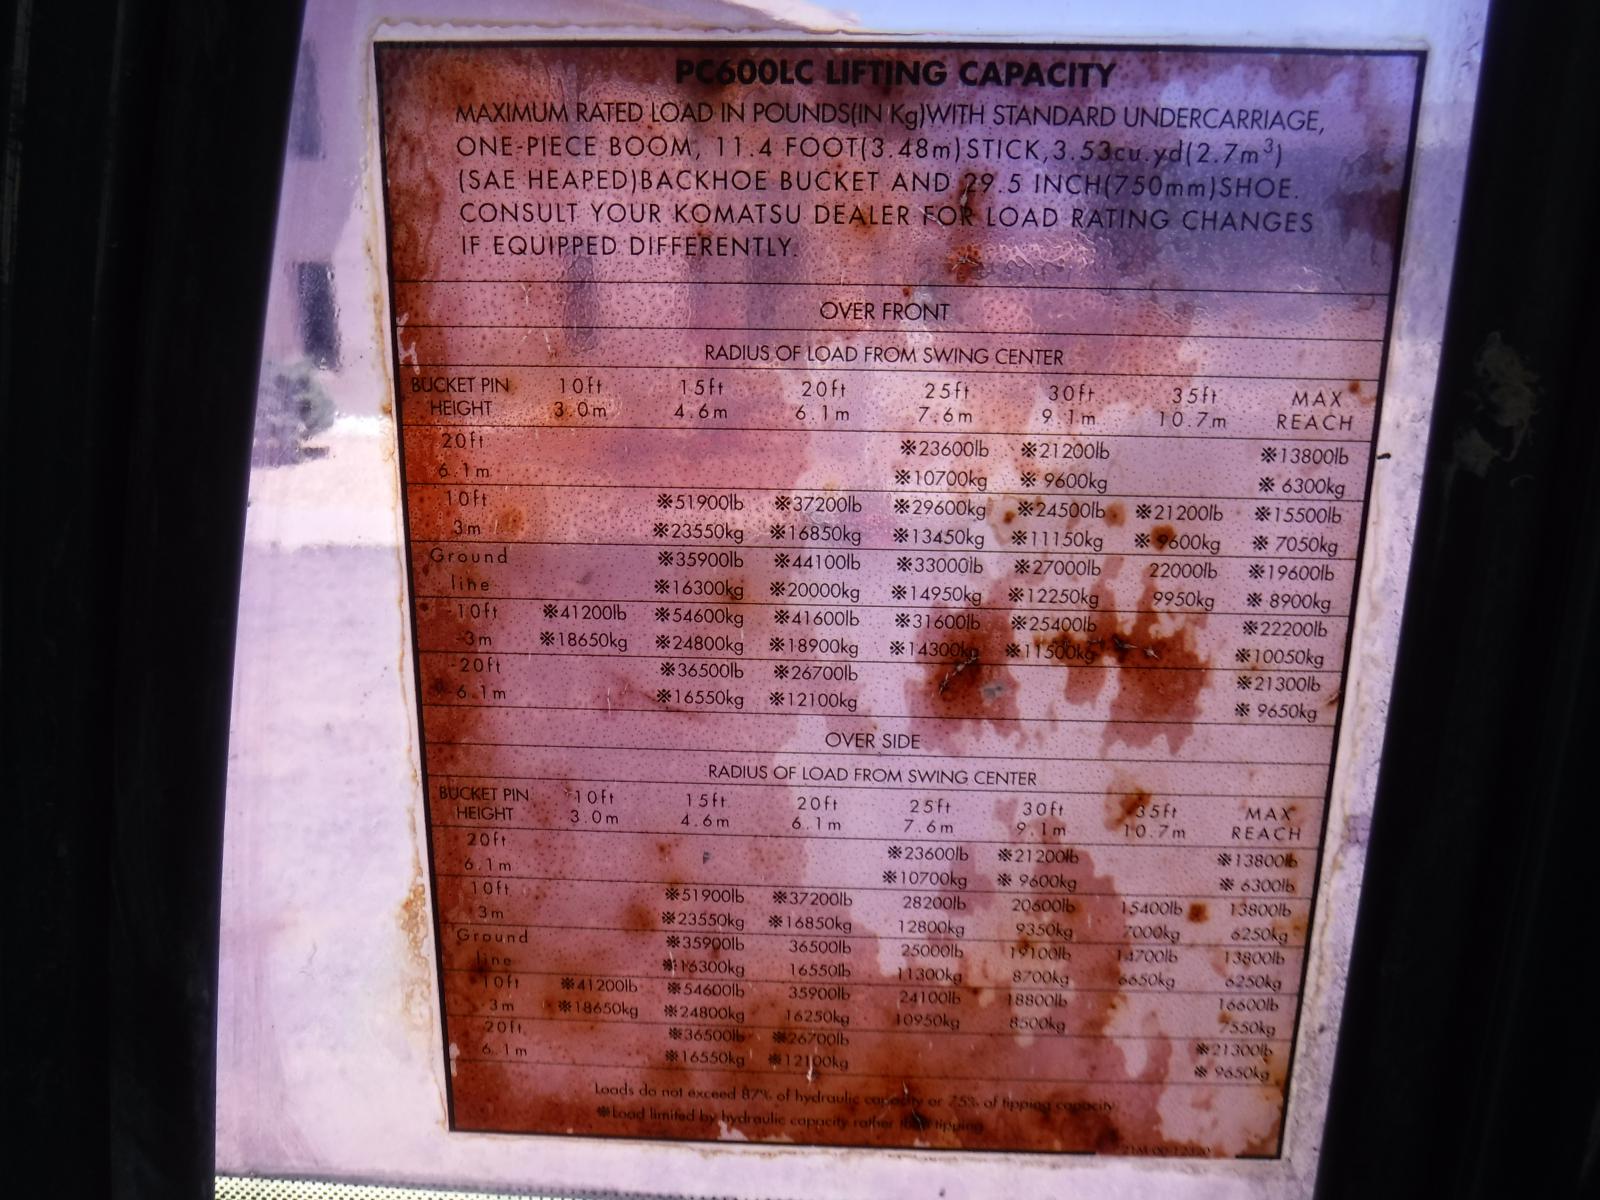 PC600LC LIFTING CAPACITY
MAXIMUM RATED LOAD IN POUNDS(IN Kg)WITH STANDARD UNDERCARRIAGE,
ONE-PIECE BOOM, 11.4 FOOT(3.48m)STICK,3.53cu.yd(2.7m³)
(SAE HEAPED)BACKHOE BUCKET AND 29.5 INCH(750mm)SHOE.
CONSULT YOUR KOMATSU DEALER FOR LOAD RATING CHANGES
IF EQUIPPED DIFFERENTLY.
OVER FRONT
RADIUS OF LOAD FROM SWING CENTER
BUCKET PIN 10ft 15ft 20ft 25ft 30ft 35ft MAX
HEIGHT 3.0m 4.6m 6.1m 7.6m 9.1m 10.7m REACH
20ft ※23600lb ※21200lb ※13800lb
6.1m ※10700kg ※ 9600kg ※ 6300kg
10ft ※51900lb ※37200lb ※29600kg ※24500lb ※21200lb ※15500lb
3m ※23550kg ※16850kg ※13450kg ※11150kg ※ 9600kg ※ 7050kg
Ground ※35900lb ※44100lb ※33000lb ※27000lb 22000lb ※19600lb
line ※16300kg ※20000kg ※14950kg ※12250kg 9950kg ※ 8900kg
-10ft ※41200lb ※54600kg ※41600lb ※31600lb ※25400lb ※22200lb
-3m ※18650kg ※24800kg ※18900kg ※14300kg ※11500kg ※10050kg
-20ft ※36500lb ※26700lb ※21300lb
-6.1m ※16550kg ※12100kg ※ 9650kg
OVER SIDE
RADIUS OF LOAD FROM SWING CENTER
BUCKET PIN 10ft 15ft 20ft 25ft 30ft 35ft MAX
HEIGHT 3.0m 4.6m 6.1m 7.6m 9.1m 10.7m REACH
20ft ※23600lb ※21200lb ※13800lb
6.1m ※10700kg ※ 9600kg ※ 6300lb
10ft ※51900lb ※37200lb 28200lb 20600lb 15400lb 13800lb
3m ※23550kg ※16850kg 12800kg 9350kg 7000kg 6250kg
Ground ※35900lb 36500lb 25000lb 19100lb 14700lb 13800lb
line ※16300kg 16550lb 11300kg 8700kg 6650kg 6250kg
-10ft ※41200lb ※54600lb 35900lb 24100lb 18800lb 16600lb
-3m ※18650kg ※24800kg 16250kg 10950kg 8500kg 7550kg
-20ft ※36500lb ※26700lb ※21300lb
-6.1m ※16550kg ※12100kg ※ 9650kg
Loads do not exceed 87% of hydraulic capacity or 75% of tipping capacity
※Load limited by hydraulic capacity rather than tipping